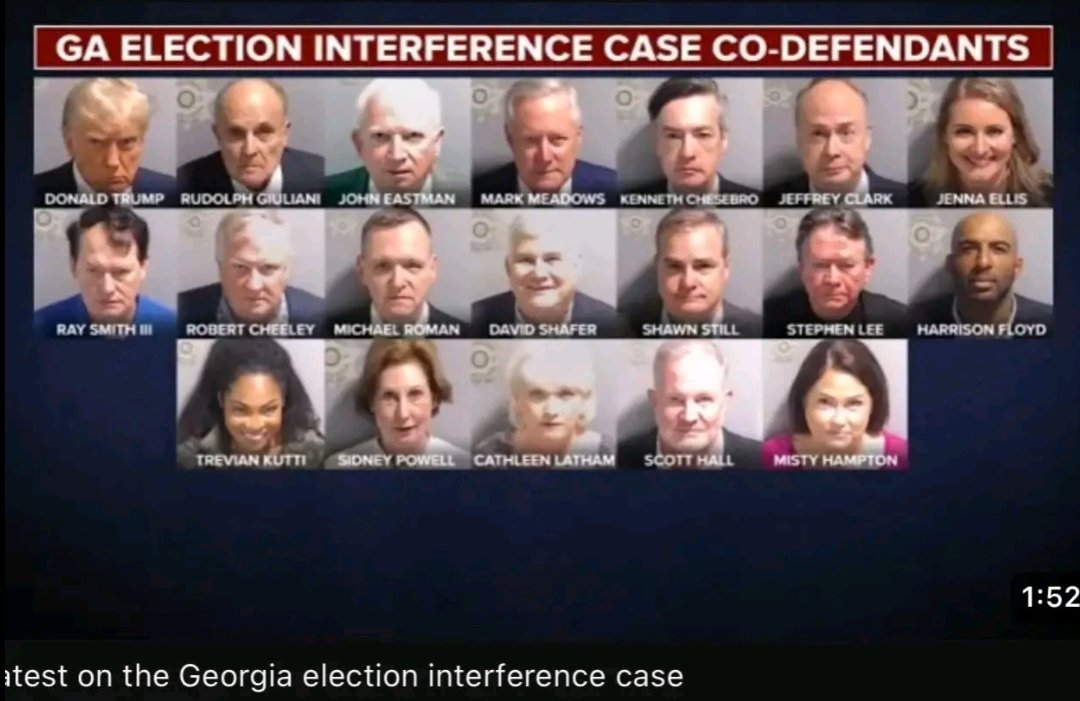 GA ELECTION INTERFERENCE CASE CO-DEFENDANTS
DONALD TRUMP RUDOLPH GIULIANI JOHN EASTMAN MARK MEADOWS KENNETH CHESEBRO JEFFREY CLARK JENNA ELLIS
RAY SMITH III ROBERT CHEELEY MICHAEL ROMAN DAVID SHAFER SHAWN STILL STEPHEN LEE HARRISON FLOYD
TREVIAN KUTTI SIDNEY POWELL CATHLEEN LATHAM SCOTT HALL MISTY HAMPTON
1:52
atest on the Georgia election interference case